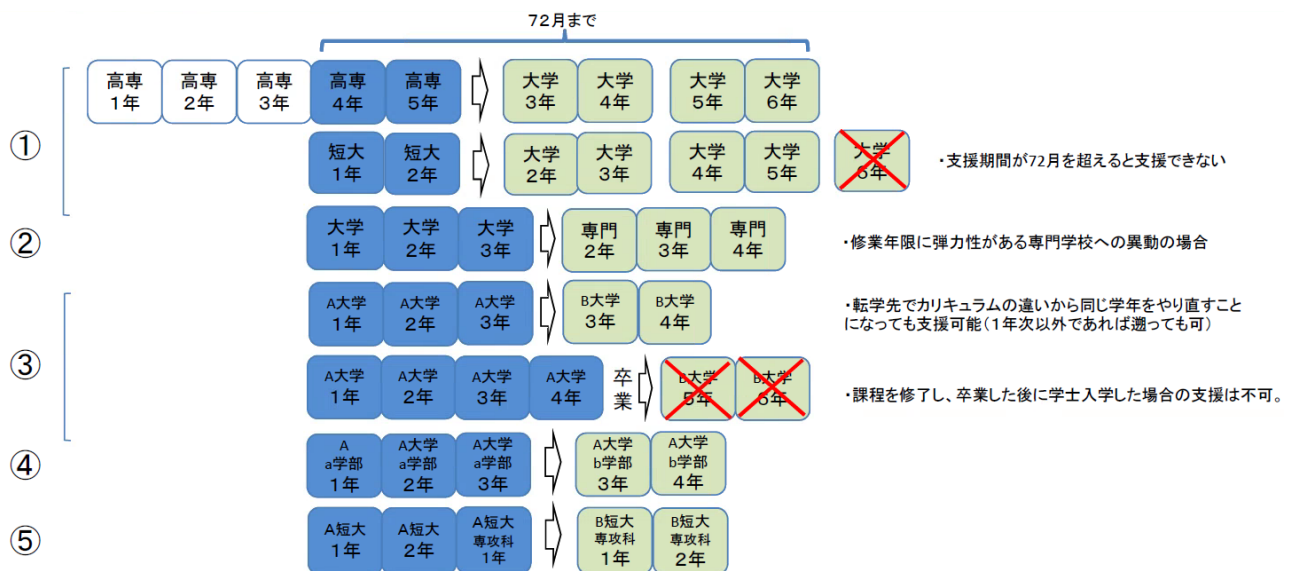 72月まで
①
高専 高専 高専 高専 高専 大学 大学 大学 大学
1年 2年 3年 4年 5年 3年 4年 5年 6年
短大 短大 大学 大学 大学 大学 大学
1年 2年 2年 3年 4年 5年 6年
・支援期間が72月を超えると支援できない
②
大学 大学 大学 専門 専門 専門
1年 2年 3年 2年 3年 4年
・修業年限に弾力性がある専門学校への異動の場合
③
A大学 A大学 A大学 B大学 B大学
1年 2年 3年 3年 4年
・転学先でカリキュラムの違いから同じ学年をやり直すこと
になっても支援可能(1年次以外であれば遡っても可)
A大学 A大学 A大学 A大学 卒業 B大学 B大学
1年 2年 3年 4年 5年 6年
・課程を修了し、卒業した後に学士入学した場合の支援は不可。
④
A A大学 A大学 A大学 A大学
a学部 a学部 a学部 b学部 b学部
1年 2年 3年 3年 4年
⑤
A短大 A短大 A短大 B短大 B短大
1年 2年 専攻科 専攻科 専攻科
1年 1年 2年